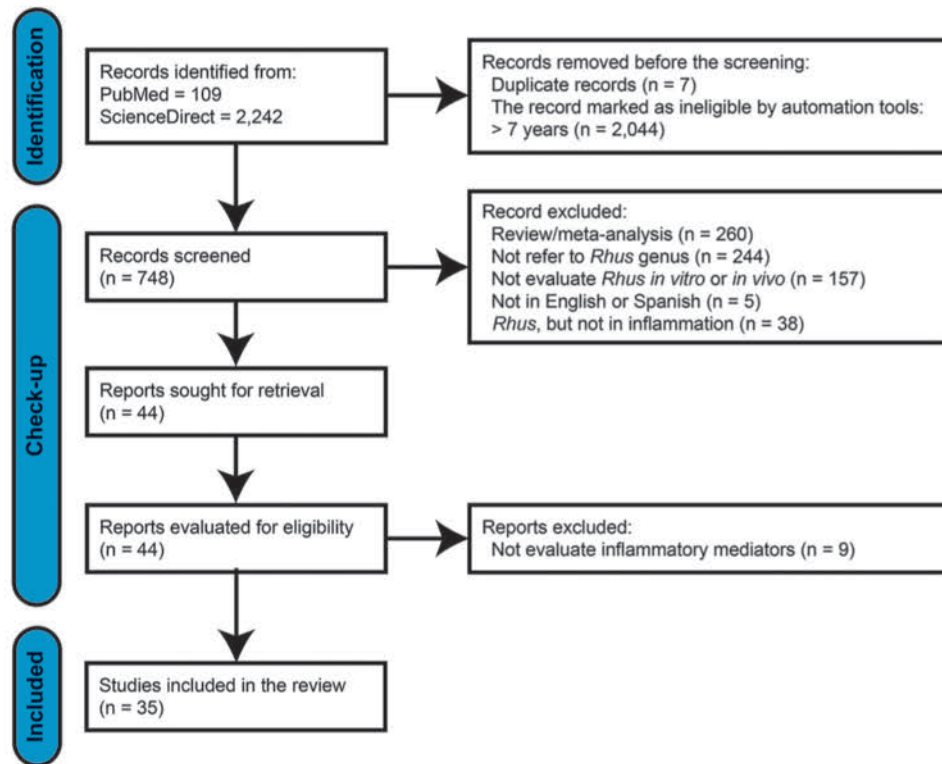 Identification
Records identified from:
PubMed = 109
ScienceDirect = 2,242
Records removed before the screening:
Duplicate records (n = 7)
The record marked as ineligible by automation tools:
> 7 years (n = 2,044)
Check-up
Records screened
(n = 748)
Record excluded:
Review/meta-analysis (n = 260)
Not refer to Rhus genus (n = 244)
Not evaluate Rhus in vitro or in vivo (n = 157)
Not in English or Spanish (n = 5)
Rhus, but not in inflammation (n = 38)
Reports sought for retrieval
(n = 44)
Reports evaluated for eligibility
(n = 44)
Reports excluded:
Not evaluate inflammatory mediators (n = 9)
Included
Studies included in the review
(n = 35)